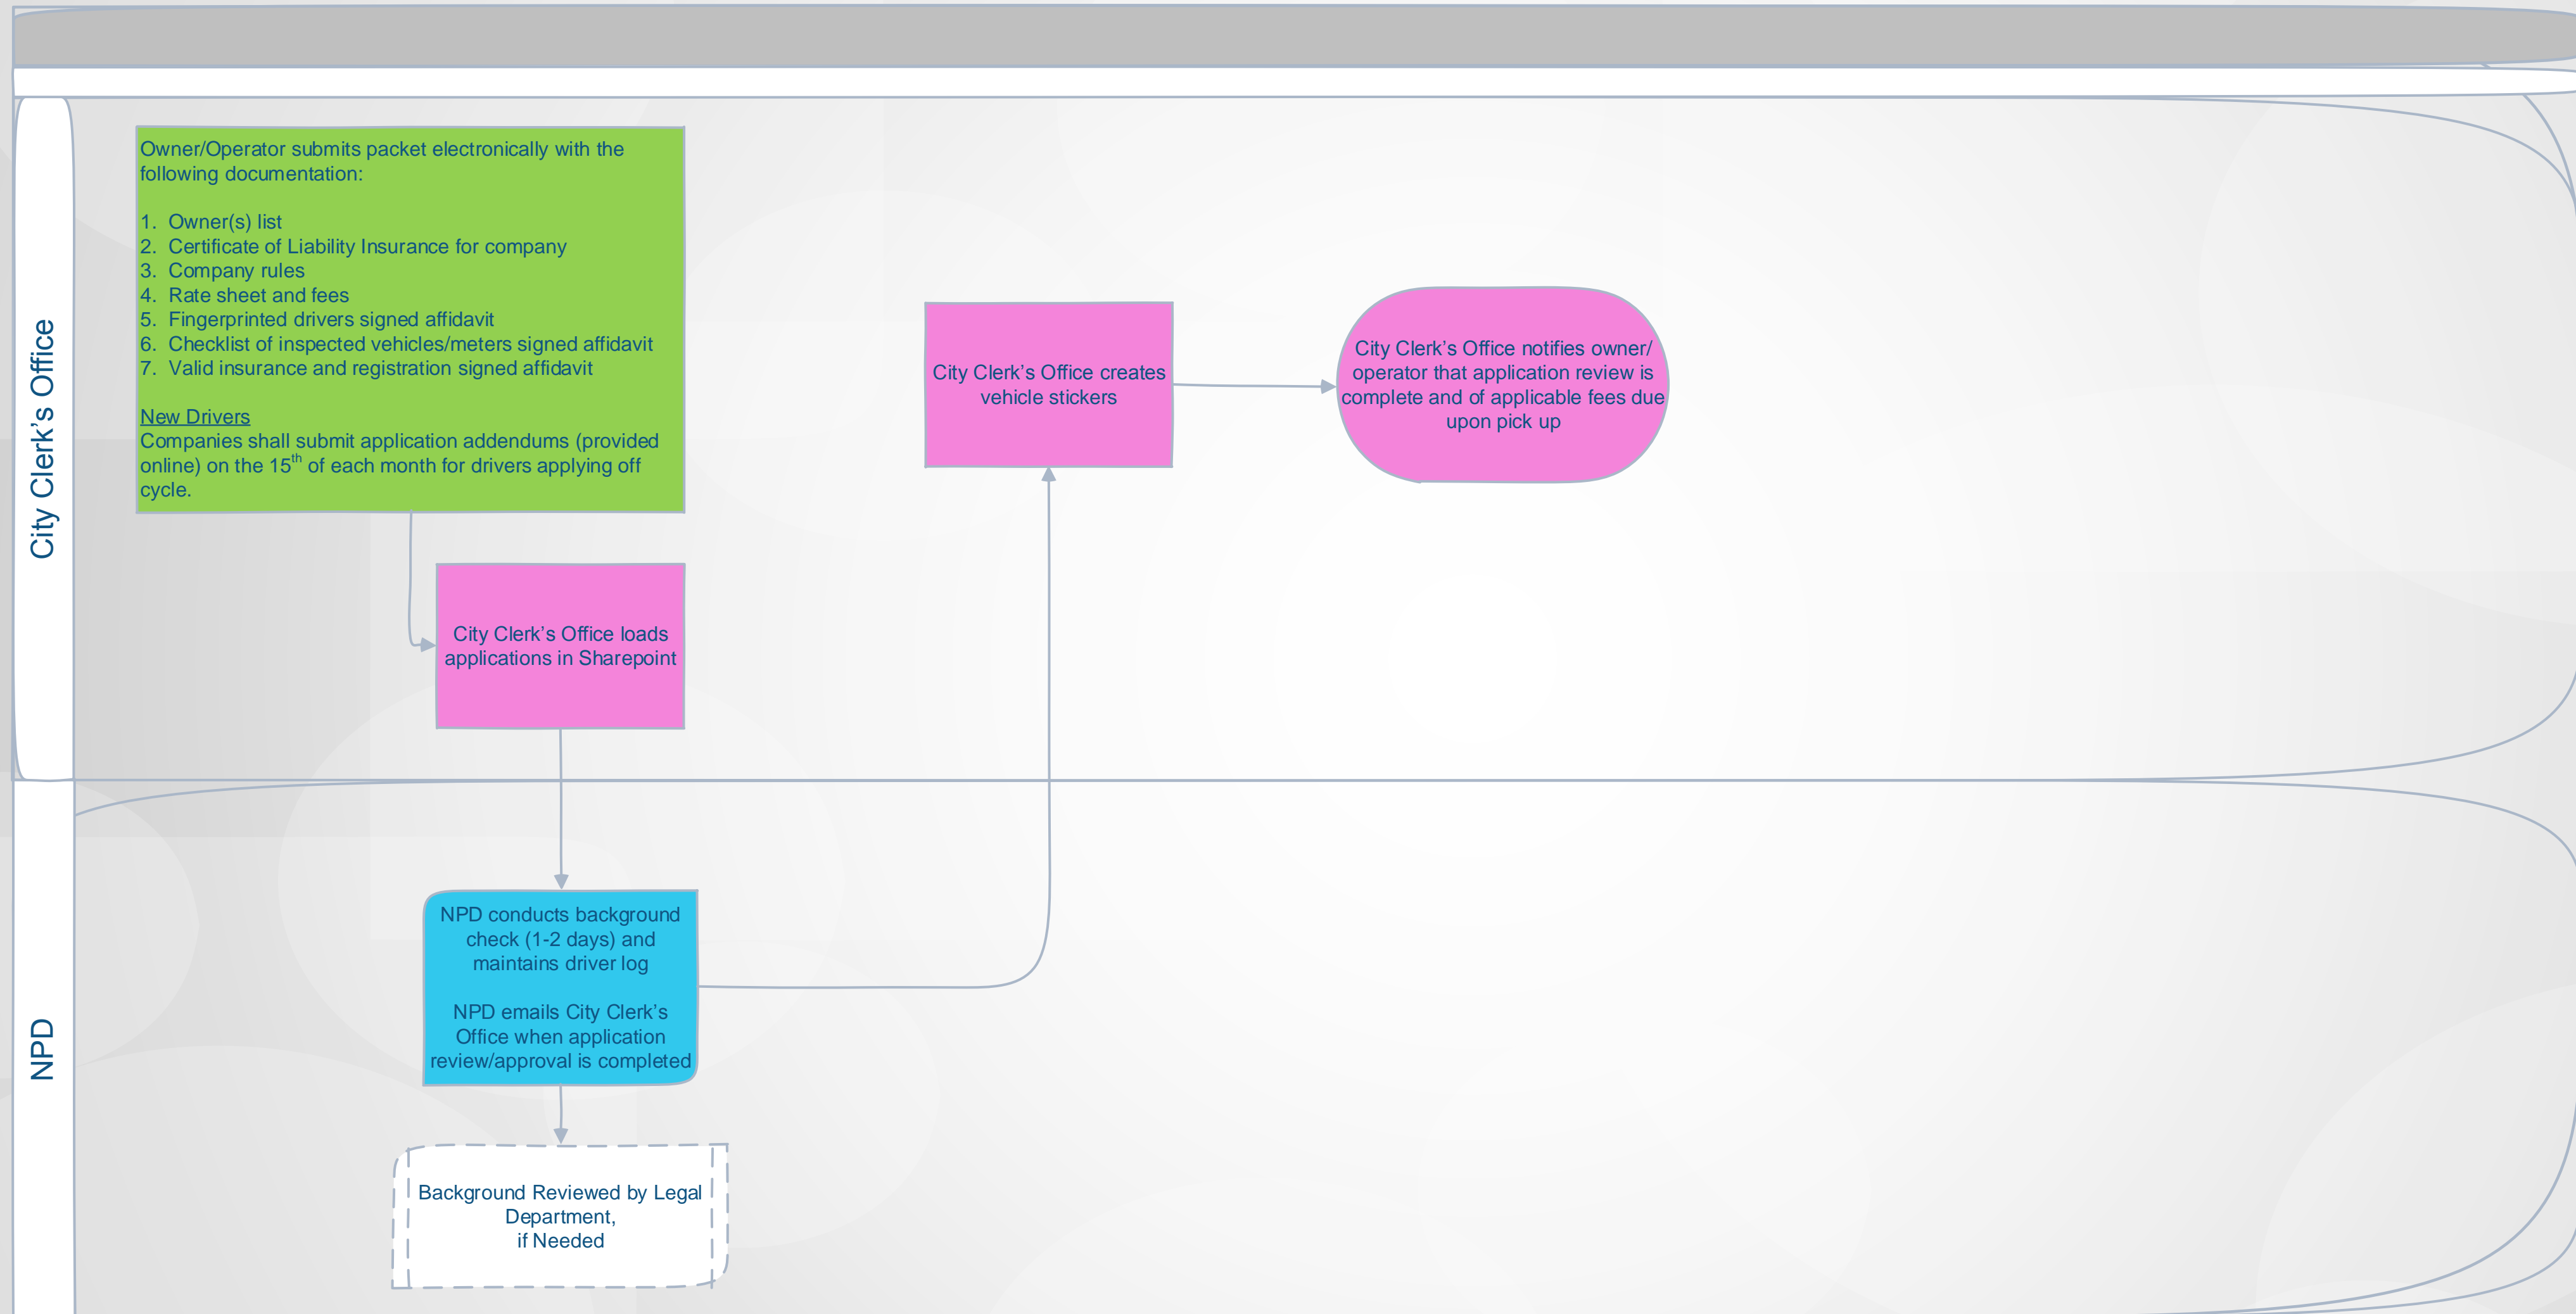 City Clerk’s Office
Owner/Operator submits packet electronically with the
following documentation:
1. Owner(s) list
2. Certificate of Liability Insurance for company
3. Company rules
4. Rate sheet and fees
5. Fingerprinted drivers signed affidavit
6. Checklist of inspected vehicles/meters signed affidavit
7. Valid insurance and registration signed affidavit
New Drivers
Companies shall submit application addendums (provided
online) on the 15th of each month for drivers applying off
cycle.
City Clerk’s Office loads
applications in Sharepoint
City Clerk’s Office creates
vehicle stickers
City Clerk’s Office notifies owner/
operator that application review is
complete and of applicable fees due
upon pick up
NPD
NPD conducts background
check (1-2 days) and
maintains driver log
NPD emails City Clerk’s
Office when application
review/approval is completed
Background Reviewed by Legal
Department,
if Needed